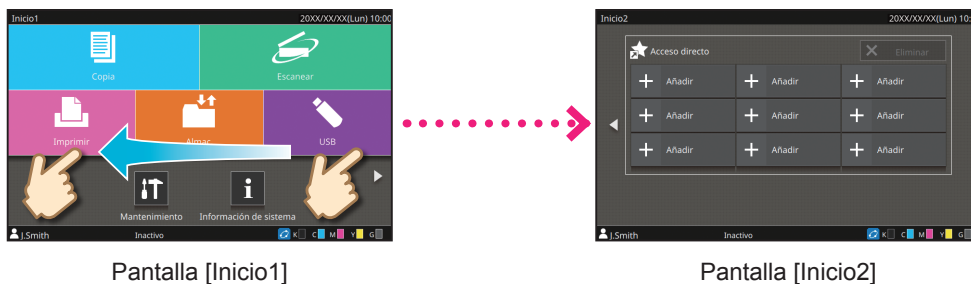 Inicio1
20XX/XX/XX(Lun) 10:00
Copia
Escanear
Imprimir
Almac.
USB
Mantenimiento
Información de sistema
J.Smith
Inactivo
K C M Y G
Pantalla [Inicio1]
Inicio2
20XX/XX/XX(Lun) 10:
Acceso directo
Eliminar
Añadir Añadir Añadir
Añadir Añadir Añadir
Añadir Añadir Añadir
J.Smith
Inactivo
K C M Y G
Pantalla [Inicio2]